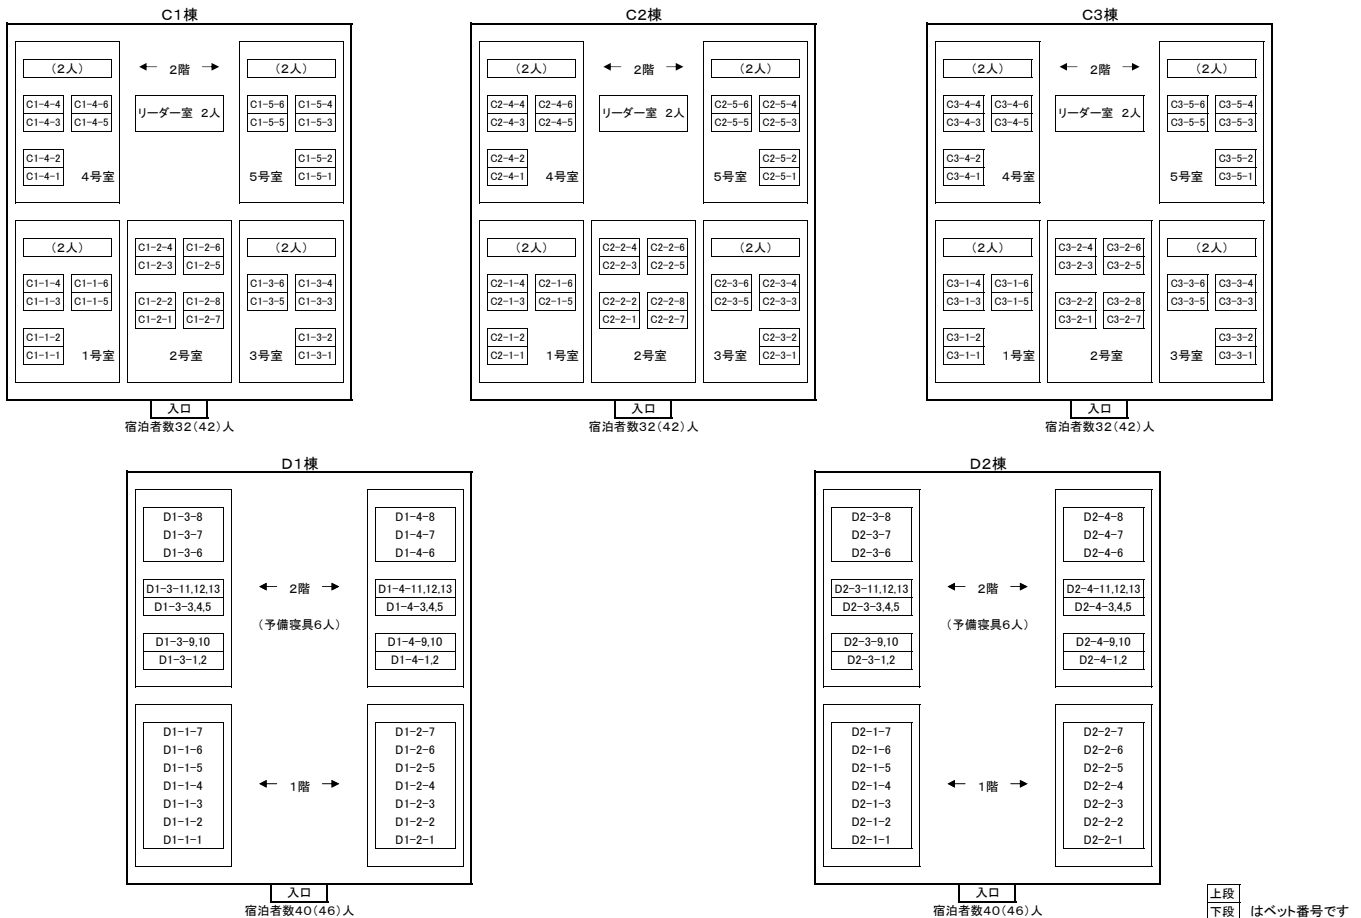 C1棟
(2人)
← 2階 →
(2人)
C1-4-4 C1-4-6
C1-4-3 C1-4-5
リーダー室 2人
C1-5-6 C1-5-4
C1-5-5 C1-5-3
C1-4-2
C1-4-1
4号室
5号室
C1-5-2
C1-5-1
(2人)
C1-2-4 C1-2-6
C1-2-3 C1-2-5
(2人)
C1-1-4 C1-1-6
C1-1-3 C1-1-5
C1-2-2 C1-2-8
C1-2-1 C1-2-7
C1-3-6 C1-3-4
C1-3-5 C1-3-3
C1-1-2
C1-1-1
1号室
2号室
3号室
C1-3-2
C1-3-1
入口
宿泊者数32(42)人
C2棟
(2人)
← 2階 →
(2人)
C2-4-4 C2-4-6
C2-4-3 C2-4-5
リーダー室 2人
C2-5-6 C2-5-4
C2-5-5 C2-5-3
C2-4-2
C2-4-1
4号室
5号室
C2-5-2
C2-5-1
(2人)
C2-2-4 C2-2-6
C2-2-3 C2-2-5
(2人)
C2-1-4 C2-1-6
C2-1-3 C2-1-5
C2-2-2 C2-2-8
C2-2-1 C2-2-7
C2-3-6 C2-3-4
C2-3-5 C2-3-3
C2-1-2
C2-1-1
1号室
2号室
3号室
C2-3-2
C2-3-1
入口
宿泊者数32(42)人
C3棟
(2人)
← 2階 →
(2人)
C3-4-4 C3-4-6
C3-4-3 C3-4-5
リーダー室 2人
C3-5-6 C3-5-4
C3-5-5 C3-5-3
C3-4-2
C3-4-1
4号室
5号室
C3-5-2
C3-5-1
(2人)
C3-2-4 C3-2-6
C3-2-3 C3-2-5
(2人)
C3-1-4 C3-1-6
C3-1-3 C3-1-5
C3-2-2 C3-2-8
C3-2-1 C3-2-7
C3-3-6 C3-3-4
C3-3-5 C3-3-3
C3-1-2
C3-1-1
1号室
2号室
3号室
C3-3-2
C3-3-1
入口
宿泊者数32(42)人
D1棟
D1-3-8
D1-3-7
D1-3-6
D1-4-8
D1-4-7
D1-4-6
D1-3-11,12,13
D1-3-3,4,5
← 2階 →
D1-4-11,12,13
D1-4-3,4,5
(予備寝具6人)
D1-3-9,10
D1-3-1,2
D1-4-9,10
D1-4-1,2
D1-1-7
D1-1-6
D1-1-5
D1-1-4
D1-1-3
D1-1-2
D1-1-1
← 1階 →
D1-2-7
D1-2-6
D1-2-5
D1-2-4
D1-2-3
D1-2-2
D1-2-1
入口
宿泊者数40(46)人
D2棟
D2-3-8
D2-3-7
D2-3-6
D2-4-8
D2-4-7
D2-4-6
D2-3-11,12,13
D2-3-3,4,5
← 2階 →
D2-4-11,12,13
D2-4-3,4,5
(予備寝具6人)
D2-3-9,10
D2-3-1,2
D2-4-9,10
D2-4-1,2
D2-1-7
D2-1-6
D2-1-5
D2-1-4
D2-1-3
D2-1-2
D2-1-1
← 1階 →
D2-2-7
D2-2-6
D2-2-5
D2-2-4
D2-2-3
D2-2-2
D2-2-1
入口
宿泊者数40(46)人
上段
下段 はベット番号です